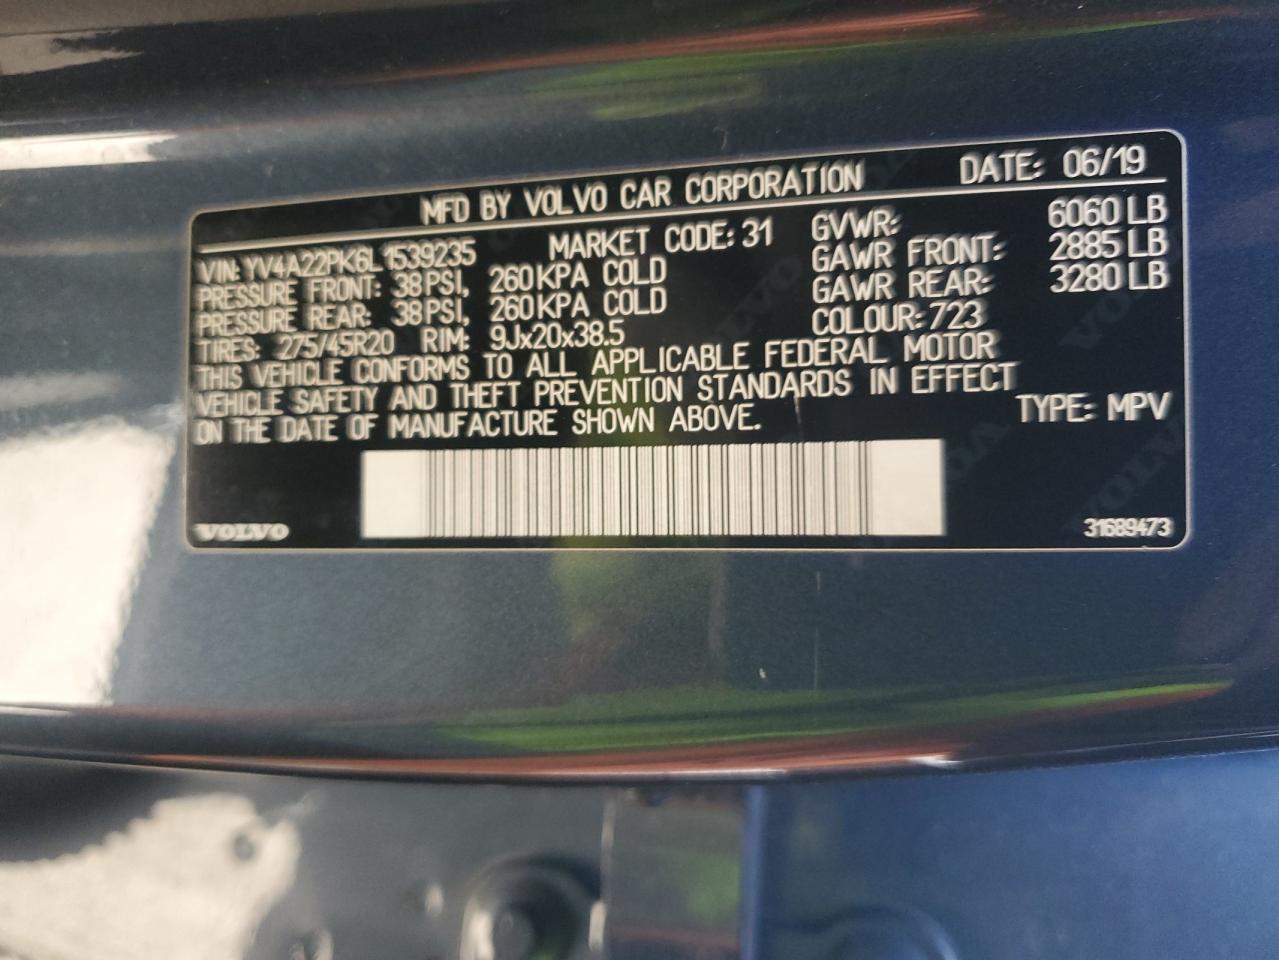 MFD BY VOLVO CAR CORPORATION DATE: 06/19
VIN: YV4A22PK6L1539235 MARKET CODE: 31 GVWR: 6060 LB
PRESSURE FRONT: 38 PSI, 260 KPA COLD GAWR FRONT: 2885 LB
PRESSURE REAR: 38 PSI, 260 KPA COLD GAWR REAR: 3280 LB
TIRES: 275/45R20 RIM: 9Jx20x38.5 COLOUR: 723
THIS VEHICLE CONFORMS TO ALL APPLICABLE FEDERAL MOTOR
VEHICLE SAFETY AND THEFT PREVENTION STANDARDS IN EFFECT
ON THE DATE OF MANUFACTURE SHOWN ABOVE. TYPE: MPV
VOLVO 31689473